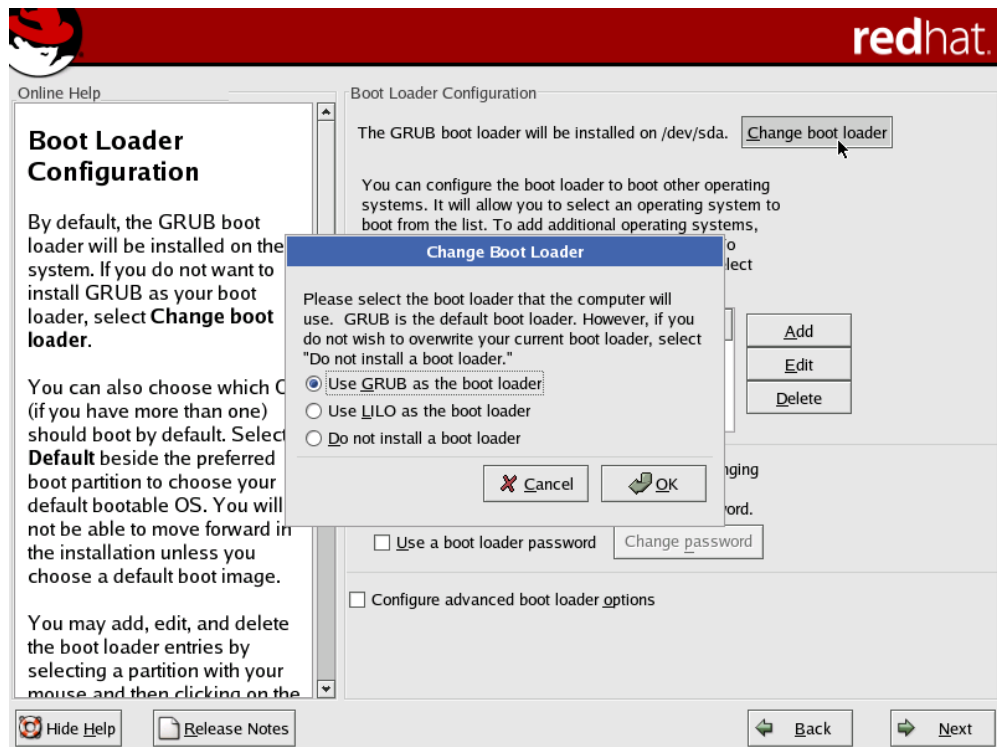 redhat.
Online Help
Boot Loader
Configuration
By default, the GRUB boot
loader will be installed on the
system. If you do not want to
install GRUB as your boot
loader, select Change boot
loader.
You can also choose which
(if you have more than one)
should boot by default. Select
Default beside the preferred
boot partition to choose your
default bootable OS. You will
not be able to move forward in
the installation unless you
choose a default boot image.
You may add, edit, and delete
the boot loader entries by
selecting a partition with your
mouse and then clicking on the
Boot Loader Configuration
The GRUB boot loader will be installed on /dev/sda.
Change boot loader
You can configure the boot loader to boot other operating
systems. It will allow you to select an operating system to
boot from the list. To add additional operating systems,
Change Boot Loader
Please select the boot loader that the computer will
use. GRUB is the default boot loader. However, if you
do not wish to overwrite your current boot loader, select
"Do not install a boot loader."
Use GRUB as the boot loader
Use LILO as the boot loader
Do not install a boot loader
Cancel
OK
Add
Edit
Delete
Use a boot loader password
Change password
Configure advanced boot loader options
Hide Help
Release Notes
Back
Next